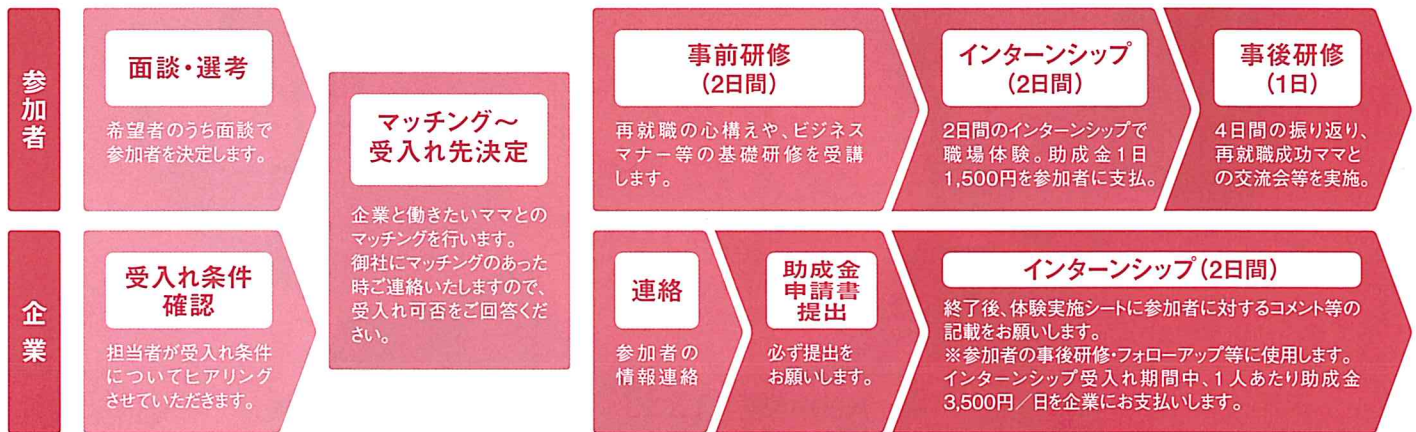 参加者
面談・選考
希望者のうち面談で
参加者を決定します。
マッチング～
受入れ先決定
企業と働きたいママとの
マッチングを行います。
御社にマッチングのあった
時ご連絡いたしますので、
受入れ可否をご回答くだ
さい。
事前研修
(2日間)
再就職の心構えや、ビジネス
マナー等の基礎研修を受講
します。
インターンシップ
(2日間)
2日間のインターンシップで
職場体験。助成金1日
1,500円を参加者に支払。
事後研修
(1日)
4日間の振り返り、
再就職成功ママと
の交流会等を実施。
企業
受入れ条件
確認
担当者が受入れ条件
についてヒアリング
させていただきます。
連絡
参加者の
情報連絡
助成金
申請書
提出
必ず提出を
お願いします。
インターンシップ(2日間)
終了後、体験実施シートに参加者に対するコメント等の
記載をお願いします。
※参加者の事後研修・フォローアップ等に使用します。
インターンシップ受入れ期間中、1人あたり助成金
3,500円／日を企業にお支払いします。